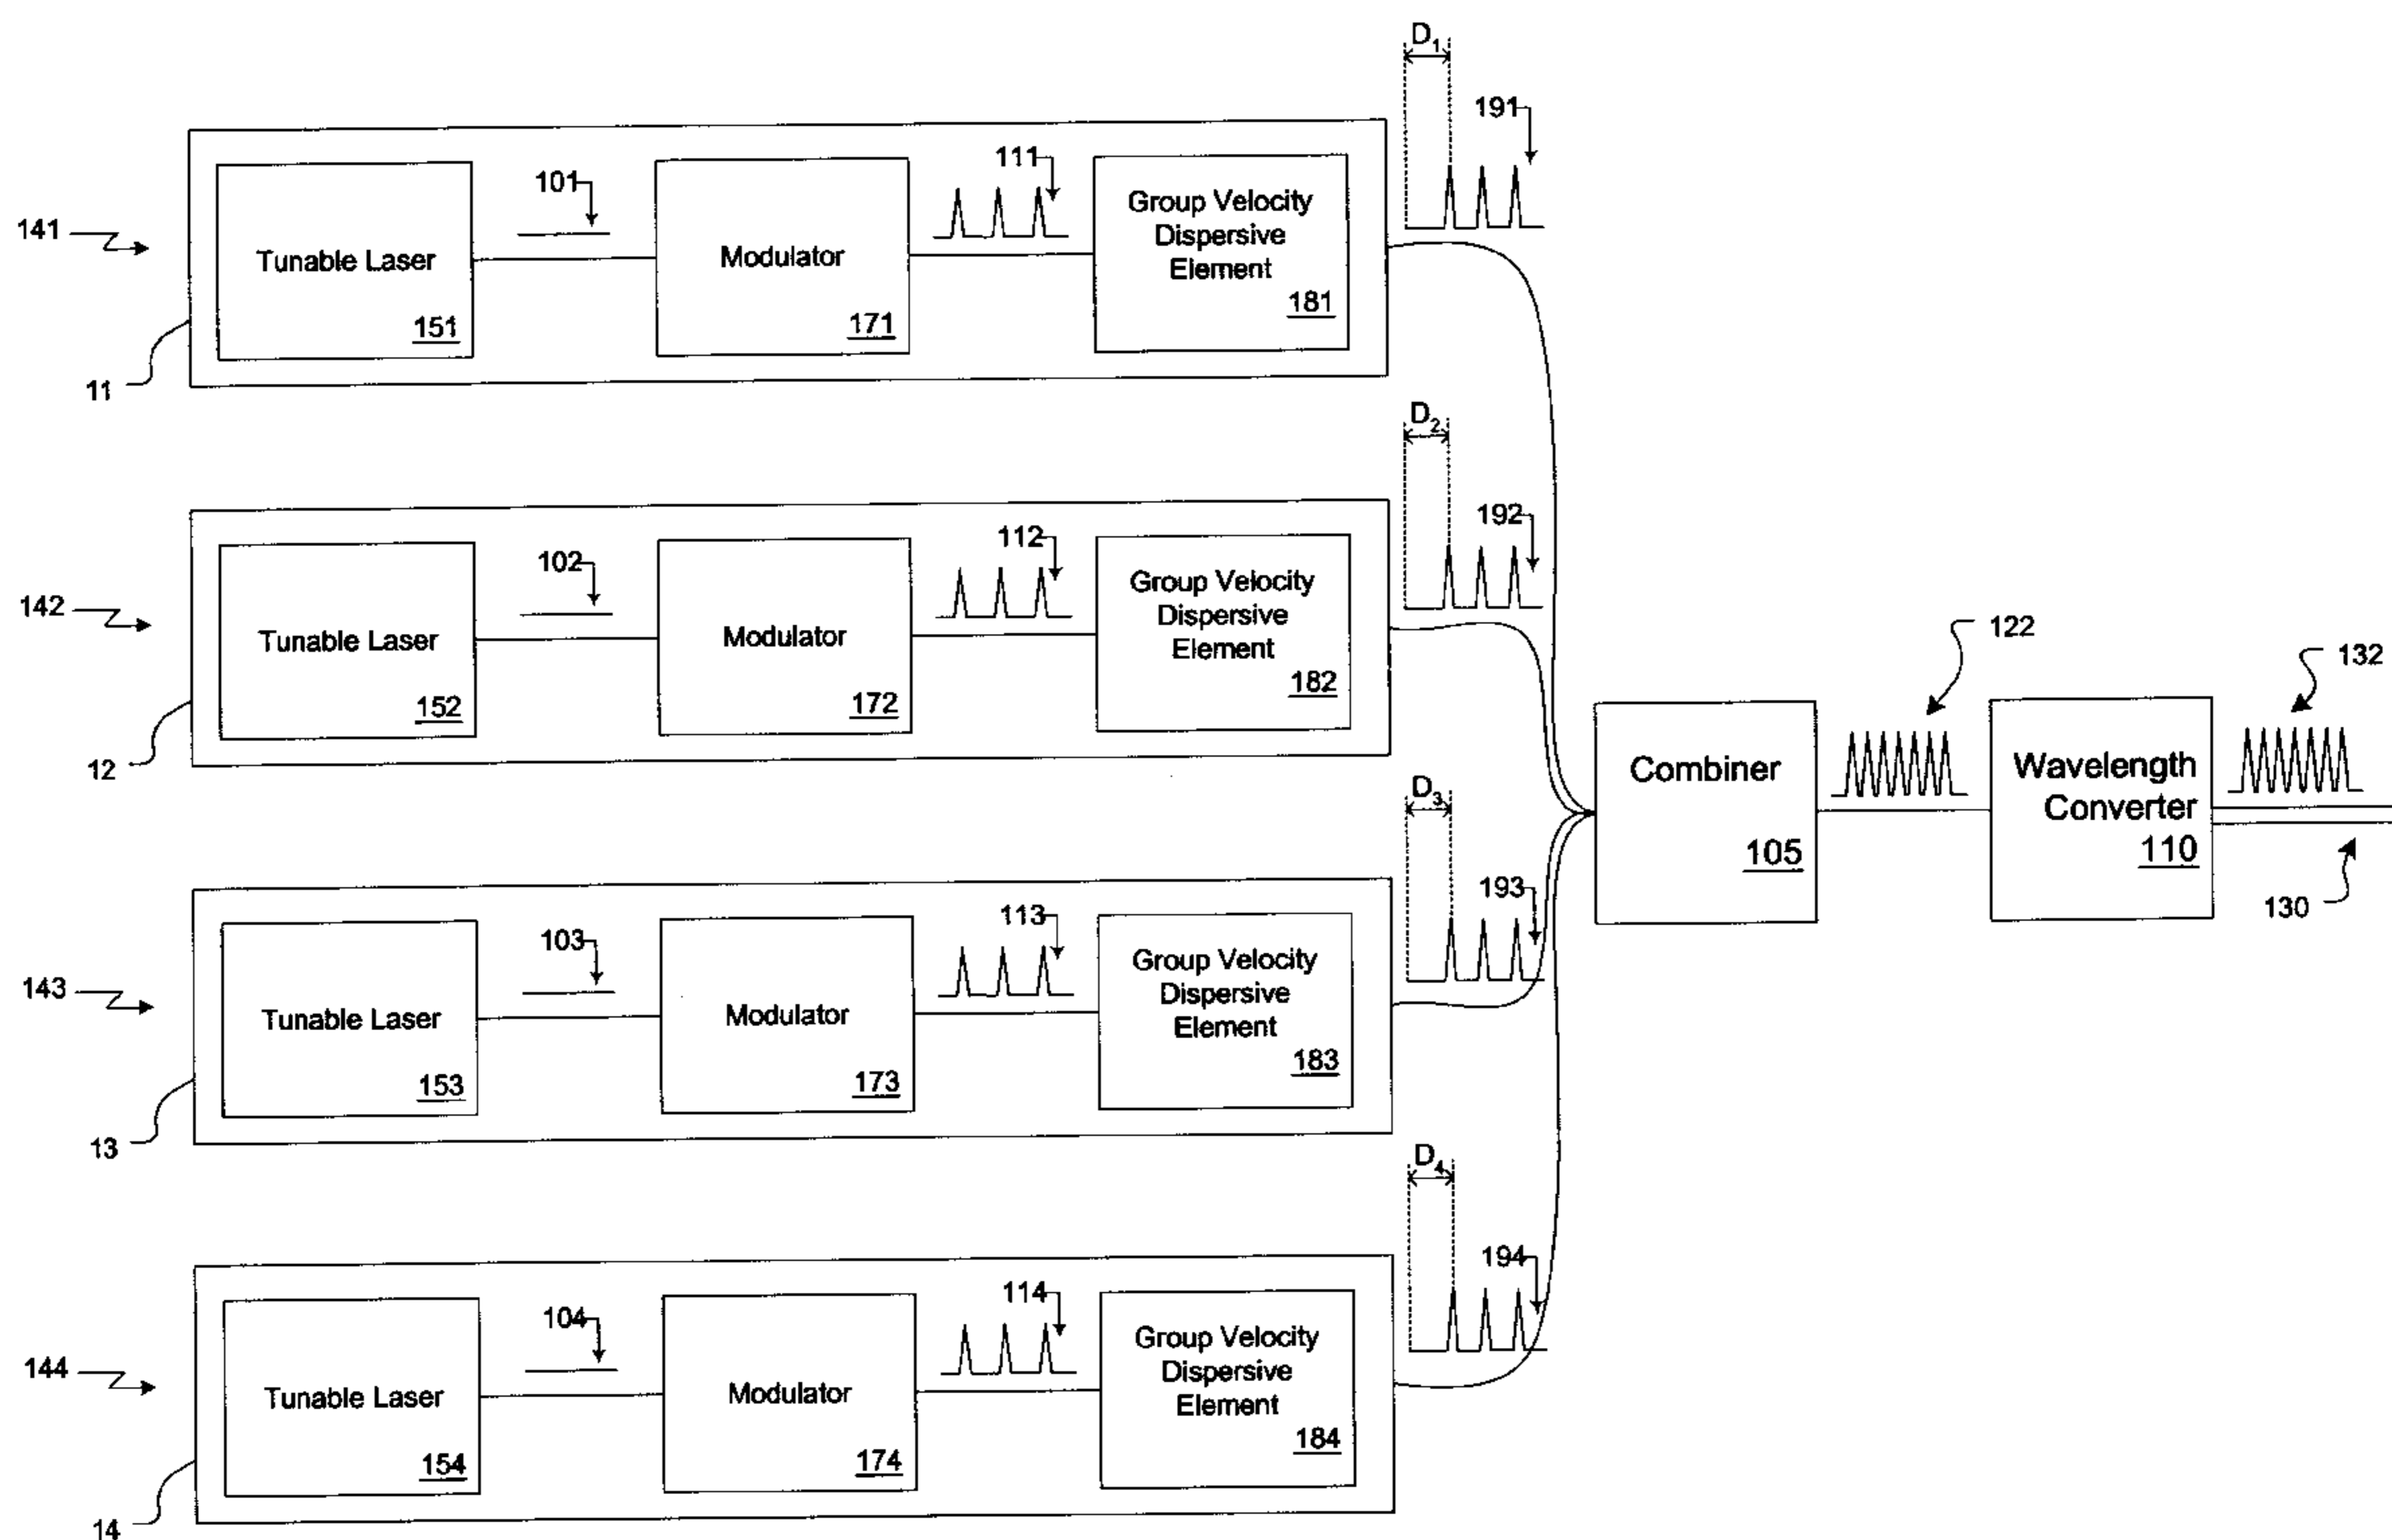 D1
191
101
111
Group Velocity
Dispersive
Element
181
141
Tunable Laser
151
Modulator
171
11
D2
192
102
112
Group Velocity
Dispersive
Element
182
142
Tunable Laser
152
Modulator
172
12
122
132
Combiner
105
Wavelength
Converter
110
130
D3
193
103
113
Group Velocity
Dispersive
Element
183
143
Tunable Laser
153
Modulator
173
13
D4
194
104
114
Group Velocity
Dispersive
Element
184
144
Tunable Laser
154
Modulator
174
14